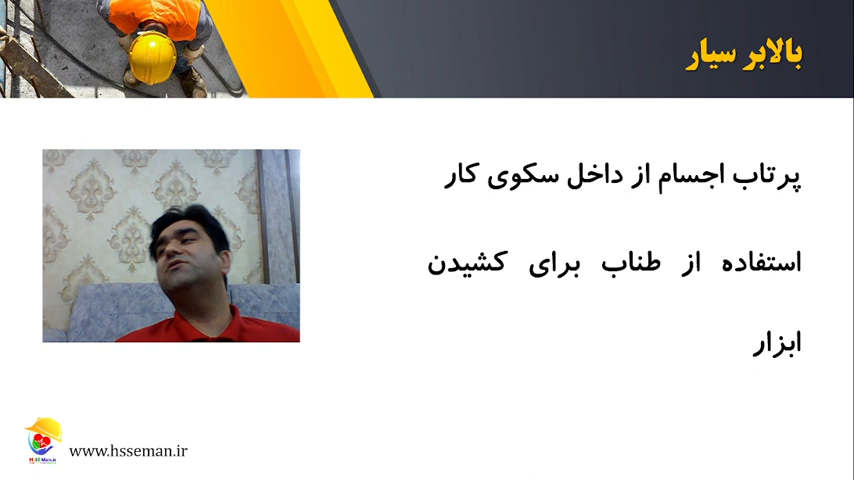 بالابر سیار
پرتاب اجسام از داخل سکوی کار
استفاده از طناب برای کشیدن
ابزار
www.hsseman.ir